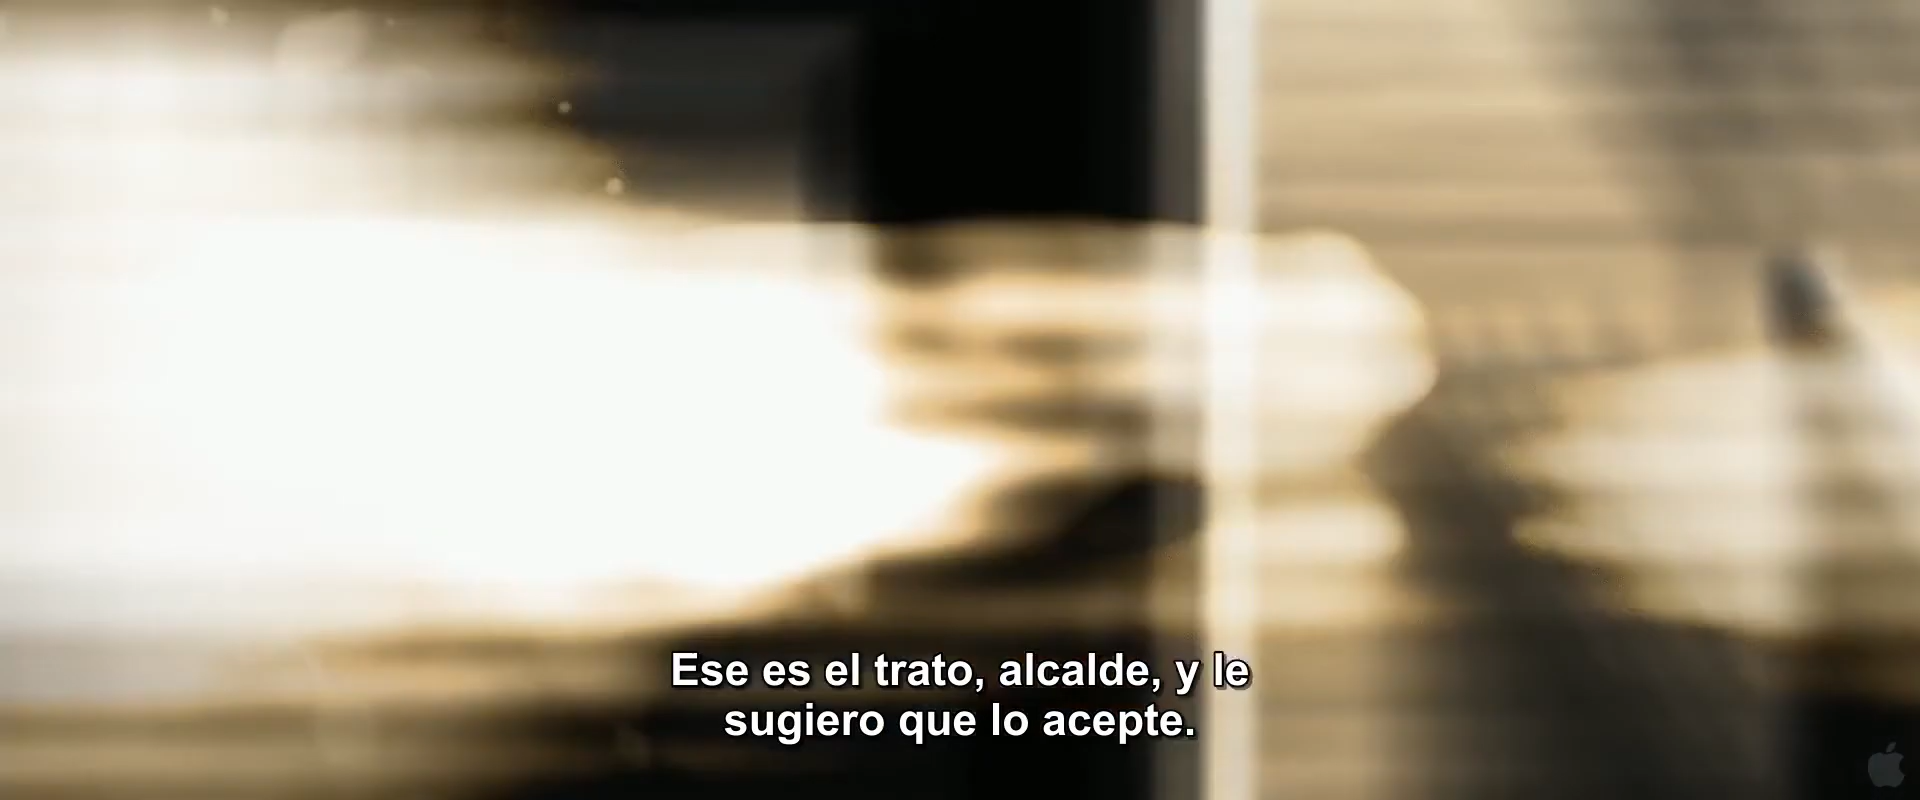 Ese es el trato, alcalde, y le
sugiero que lo acepte.